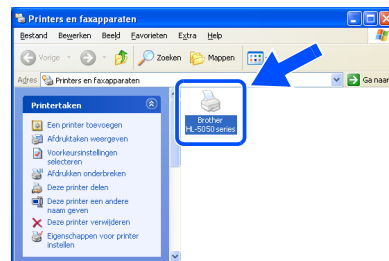 Printers en faxapparaten
Bestand Bewerken Beeld Favorieten Extra Help
Vorige Zoeken Mappen
Adres Printers en faxapparaten Ga naar
Printertaken
Een printer toevoegen
Afdruktaken weergeven
Voorkeursinstellingen
selecteren
Afdrukken onderbreken
Deze printer delen
Deze printer een andere
naam geven
Deze printer verwijderen
Eigenschappen voor printer
instellen
Brother
HL-5050 series